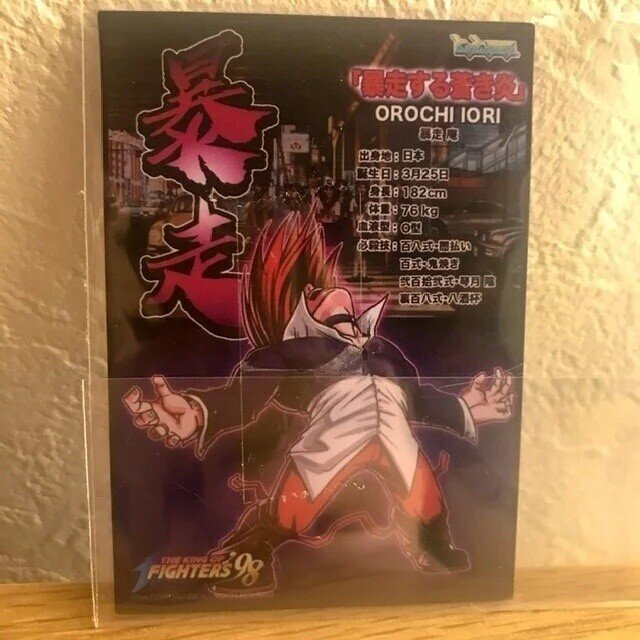 暴走
「暴走する蒼き炎」
OROCHI IORI
暴走 庵
出身地：日本
誕生日：3月25日
身長：182cm
体重：76kg
血液型：O型
必殺技：百八式・闇払い
百式・鬼焼き
弐百拾弐式・琴月 陰
裏百八式・八酒杯
THE KING OF
FIGHTERS '98